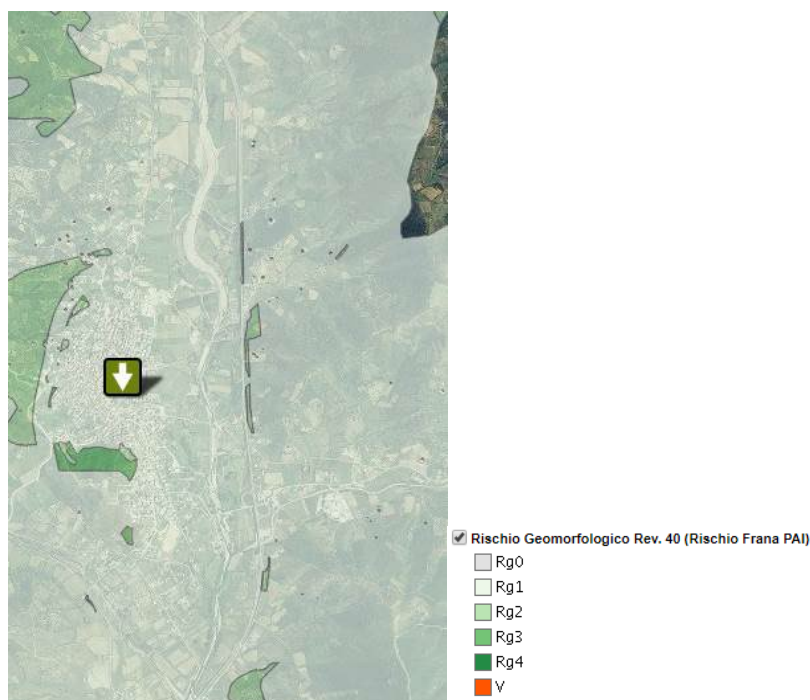 Rischio Geomorfologico Rev. 40 (Rischio Frana PAI)
Rg0
Rg1
Rg2
Rg3
Rg4
V